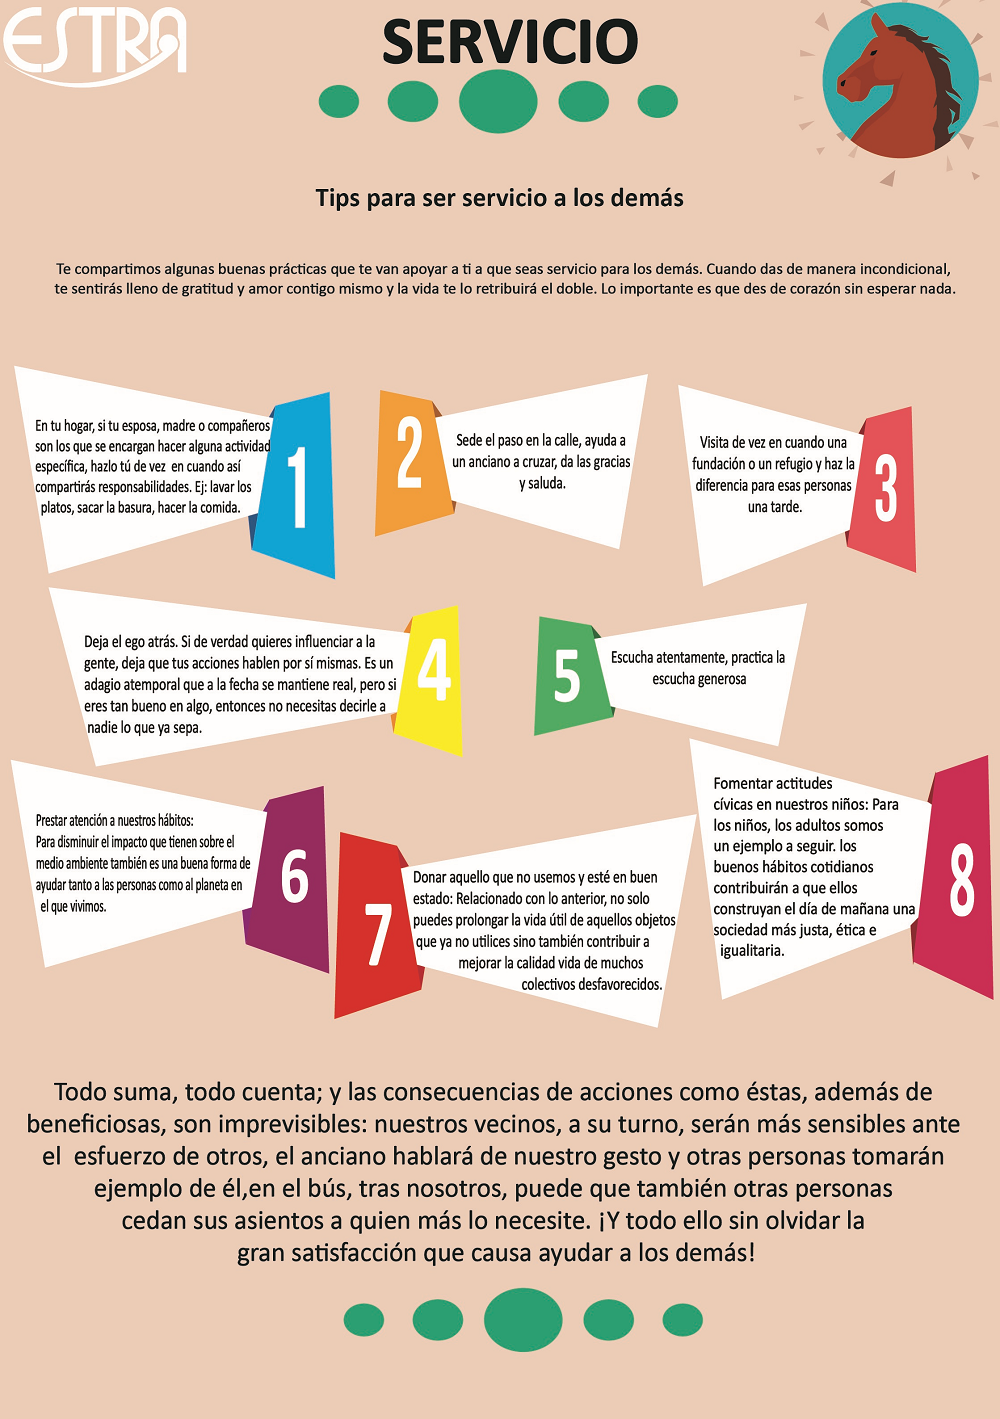 ESTRA
SERVICIO
Tips para ser servicio a los demás
Te compartimos algunas buenas prácticas que te van apoyar a ti a que seas servicio para los demás. Cuando das de manera incondicional,
te sentirás lleno de gratitud y amor contigo mismo y la vida te lo retribuirá el doble. Lo importante es que des de corazón sin esperar nada.
En tu hogar, si tu esposa, madre o compañeros
son los que se encargan hacer alguna actividad
específica, hazlo tú de vez en cuando así
compartirás responsabilidades. Ej: lavar los
platos, sacar la basura, hacer la comida.
1
2
Sede el paso en la calle, ayuda a
un anciano a cruzar, da las gracias
y saluda.
Visita de vez en cuando una
fundación o un refugio y haz la
diferencia para esas personas
una tarde.
3
Deja el ego atrás. Si de verdad quieres influenciar a la
gente, deja que tus acciones hablen por sí mismas. Es un
adagio atemporal que a la fecha se mantiene real, pero si
eres tan bueno en algo, entonces no necesitas decirle a
nadie lo que ya sepa.
4
5
Escucha atentamente, practica la
escucha generosa
Prestar atención a nuestros hábitos:
Para disminuir el impacto que tienen sobre el
medio ambiente también es una buena forma de
ayudar tanto a las personas como al planeta en
el que vivimos.
6
7
Donar aquello que no usemos y esté en buen
estado: Relacionado con lo anterior, no solo
puedes prolongar la vida útil de aquellos objetos
que ya no utilices sino también contribuir a
mejorar la calidad vida de muchos
colectivos desfavorecidos.
Fomentar actitudes
cívicas en nuestros niños: Para
los niños, los adultos somos
un ejemplo a seguir. los
buenos hábitos cotidianos
contribuirán a que ellos
construyan el día de mañana una
sociedad más justa, ética e
igualitaria.
8
Todo suma, todo cuenta; y las consecuencias de acciones como éstas, además de
beneficiosas, son imprevisibles: nuestros vecinos, a su turno, serán más sensibles ante
el esfuerzo de otros, el anciano hablará de nuestro gesto y otras personas tomarán
ejemplo de él,en el bús, tras nosotros, puede que también otras personas
cedan sus asientos a quien más lo necesite. ¡Y todo ello sin olvidar la
gran satisfacción que causa ayudar a los demás!